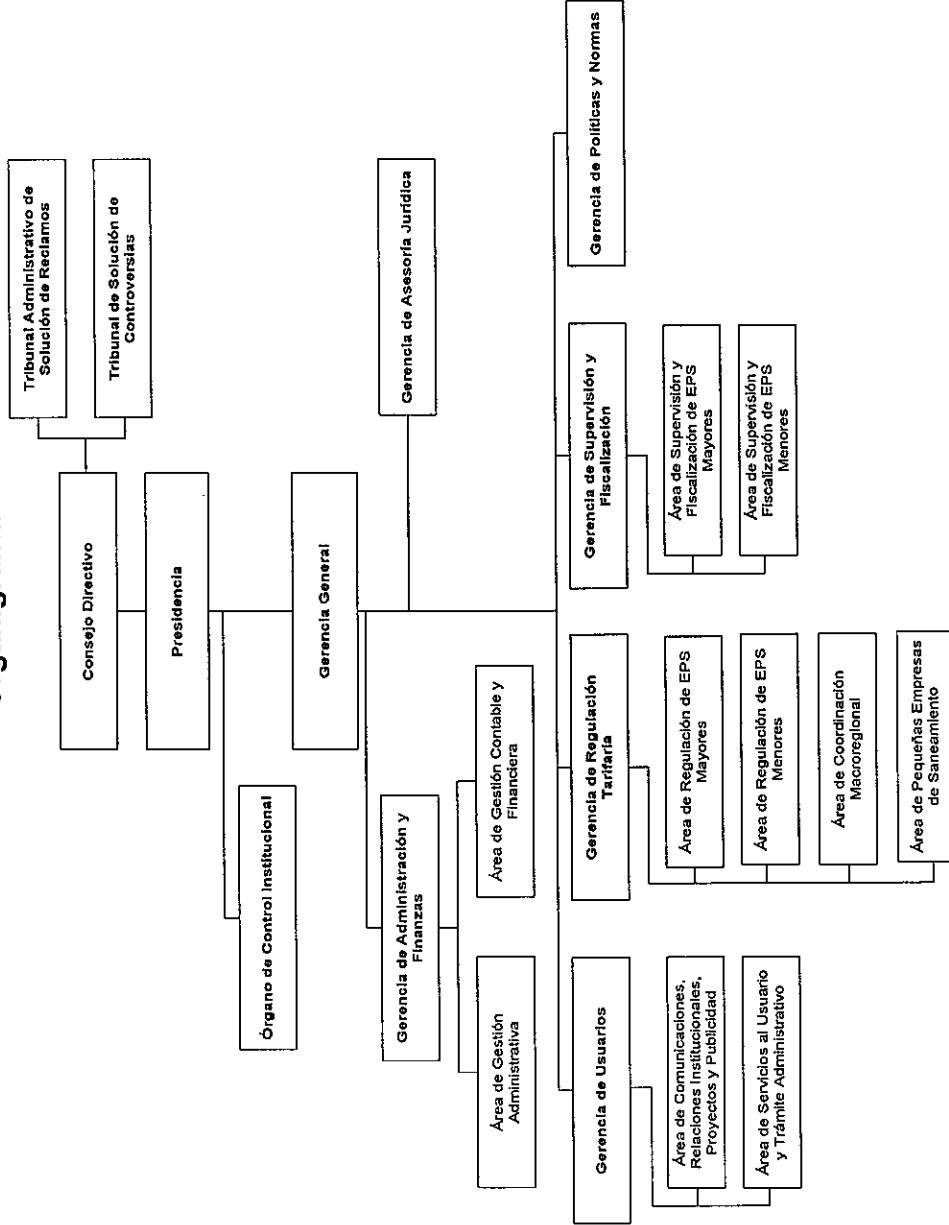 Consejo Directivo
Tribunal Administrativo de
Solución de Reclamos
Tribunal de Solución de
Controversias
Presidencia
Órgano de Control Institucional
Gerencia General
Gerencia de Administración y
Finanzas
Gerencia de Asesoría Jurídica
Área de Gestión
Administrativa
Área de Gestión Contable y
Financiera
Gerencia de Usuarios
Área de Comunicaciones,
Relaciones Institucionales,
Proyectos y Publicidad
Área de Servicios al Usuario
y Trámite Administrativo
Gerencia de Regulación
Tarifaria
Área de Regulación de EPS
Mayores
Área de Regulación de EPS
Menores
Área de Coordinación
Macroregional
Área de Pequeñas Empresas
de Saneamiento
Gerencia de Supervisión y
Fiscalización
Área de Supervisión y
Fiscalización de EPS
Mayores
Área de Supervisión y
Fiscalización de EPS
Menores
Gerencia de Políticas y Normas